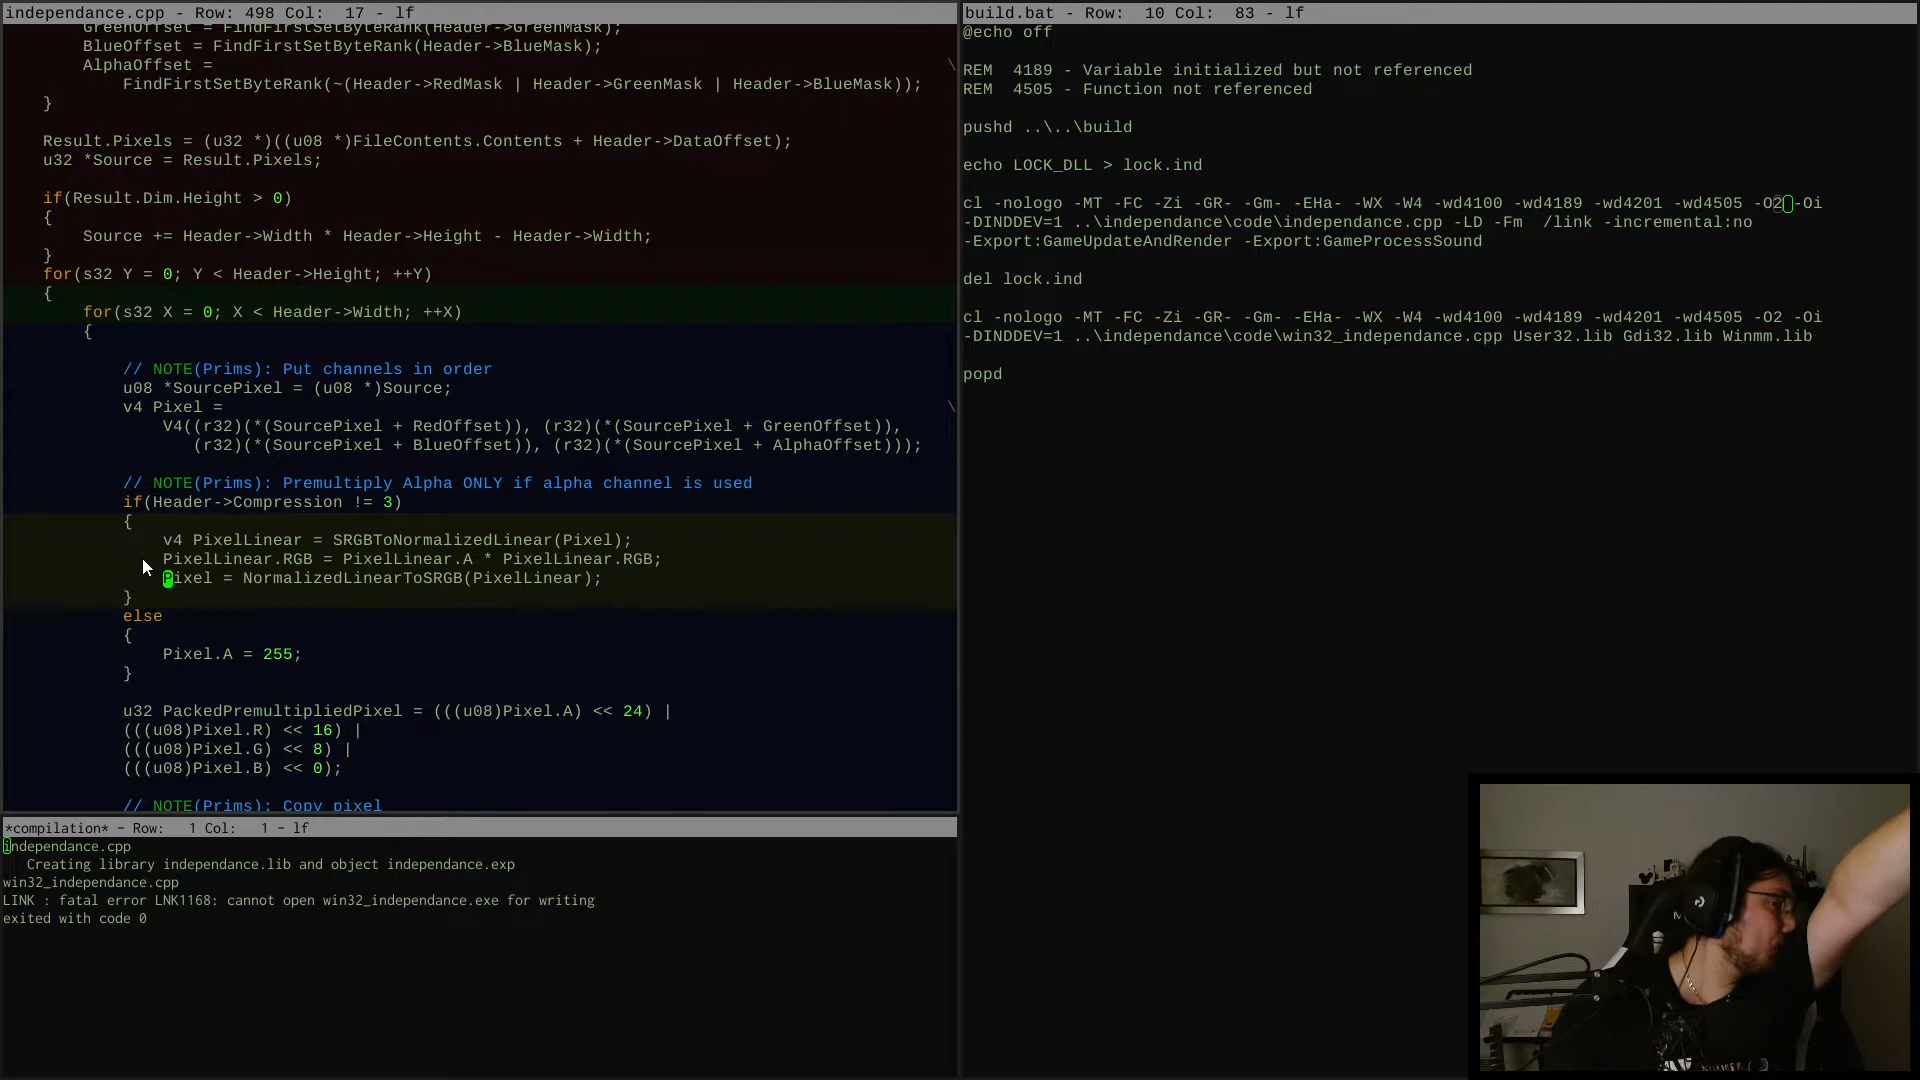 independance.cpp - Row: 498 Col:  17 - lf
GreenOffset = FindFirstSetByteRank(Header->GreenMask);
BlueOffset = FindFirstSetByteRank(Header->BlueMask);
AlphaOffset =
FindFirstSetByteRank(~(Header->RedMask | Header->GreenMask | Header->BlueMask));
}
Result.Pixels = (u32 *)((u08 *)FileContents.Contents + Header->DataOffset);
u32 *Source = Result.Pixels;
if(Result.Dim.Height > 0)
{
Source += Header->Width * Header->Height - Header->Width;
}
for(s32 Y = 0; Y < Header->Height; ++Y)
{
for(s32 X = 0; X < Header->Width; ++X)
{
// NOTE(Prims): Put channels in order
u08 *SourcePixel = (u08 *)Source;
v4 Pixel =
V4((r32)(*(SourcePixel + RedOffset)), (r32)(*(SourcePixel + GreenOffset)),
(r32)(*(SourcePixel + BlueOffset)), (r32)(*(SourcePixel + AlphaOffset)));
// NOTE(Prims): Premultiply Alpha ONLY if alpha channel is used
if(Header->Compression != 3)
{
v4 PixelLinear = SRGBToNormalizedLinear(Pixel);
PixelLinear.RGB = PixelLinear.A * PixelLinear.RGB;
Pixel = NormalizedLinearToSRGB(PixelLinear);
}
else
{
Pixel.A = 255;
}
u32 PackedPremultipliedPixel = (((u08)Pixel.A) << 24) |
(((u08)Pixel.R) << 16) |
(((u08)Pixel.G) << 8) |
(((u08)Pixel.B) << 0);
// NOTE(Prims): Copy pixel
*compilation* - Row:   1 Col:   1 - lf
independance.cpp
Creating library independance.lib and object independance.exp
win32_independance.cpp
LINK : fatal error LNK1168: cannot open win32_independance.exe for writing
exited with code 0
build.bat - Row:  10 Col:  83 - lf
@echo off
REM  4189 - Variable initialized but not referenced
REM  4505 - Function not referenced
pushd ..\..\build
echo LOCK_DLL > lock.ind
cl -nologo -MT -FC -Zi -GR- -Gm- -EHa- -WX -W4 -wd4100 -wd4189 -wd4201 -wd4505 -O2 -Oi
-DINDDEV=1 ..\independance\code\independance.cpp -LD -Fm  /link -incremental:no
-Export:GameUpdateAndRender -Export:GameProcessSound
del lock.ind
cl -nologo -MT -FC -Zi -GR- -Gm- -EHa- -WX -W4 -wd4100 -wd4189 -wd4201 -wd4505 -O2 -Oi
-DINDDEV=1 ..\independance\code\win32_independance.cpp User32.lib Gdi32.lib Winmm.lib
popd